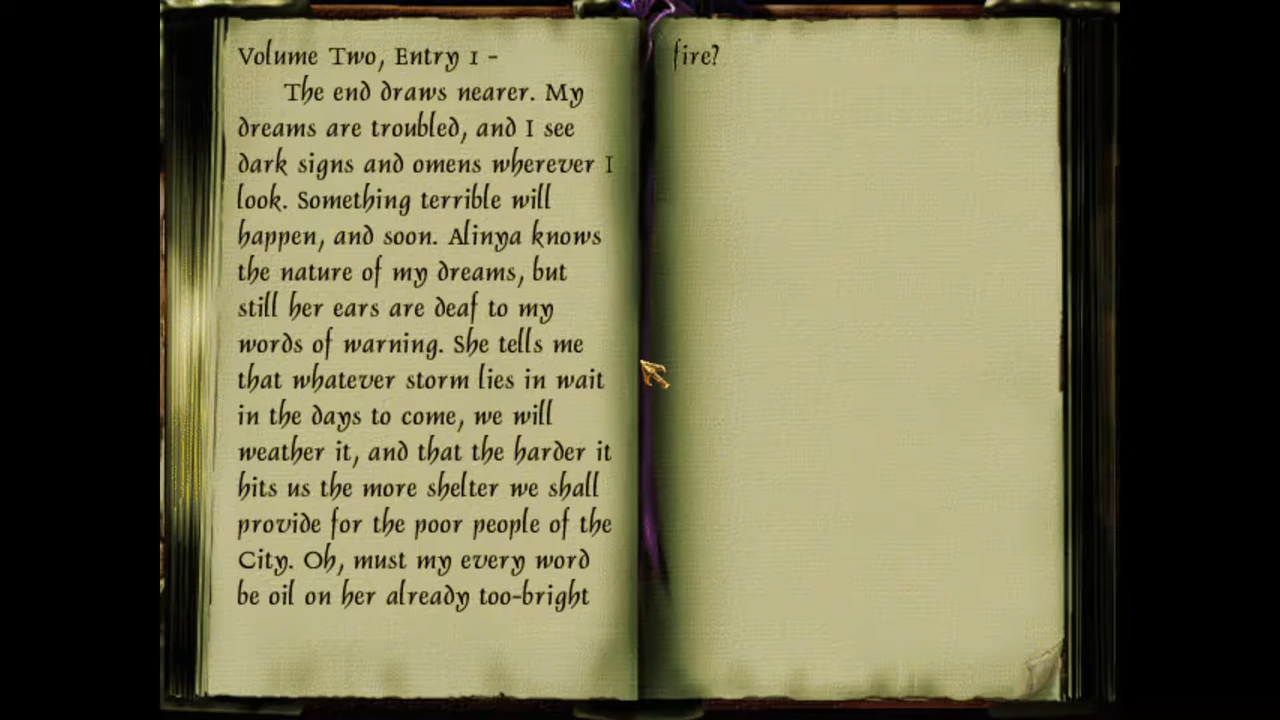 Volume Two, Entry 1 -
The end draws nearer. My
dreams are troubled, and I see
dark signs and omens wherever I
look. Something terrible will
happen, and soon. Alinya knows
the nature of my dreams, but
still her ears are deaf to my
words of warning. She tells me
that whatever storm lies in wait
in the days to come, we will
weather it, and that the harder it
hits us the more shelter we shall
provide for the poor people of the
City. Oh, must my every word
be oil on her already too-bright
fire?